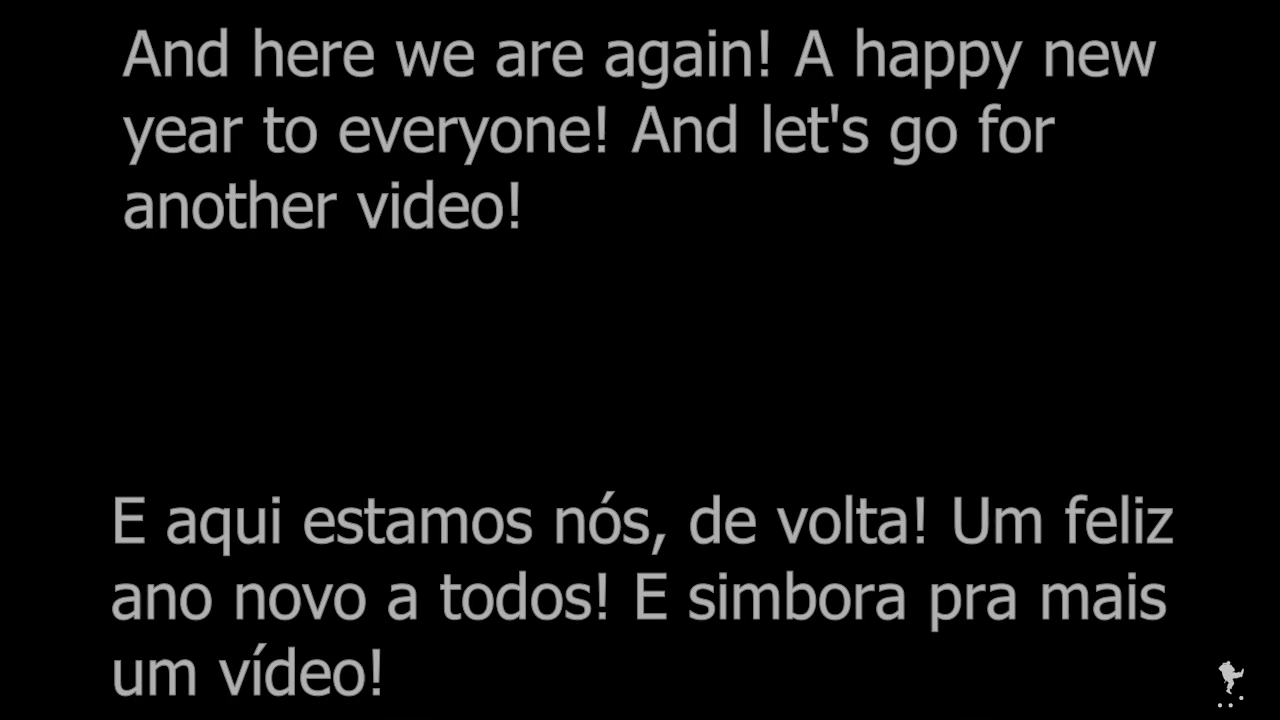 And here we are again! A happy new
year to everyone! And let's go for
another video!
E aqui estamos nós, de volta! Um feliz
ano novo a todos! E simbora pra mais
um vídeo!